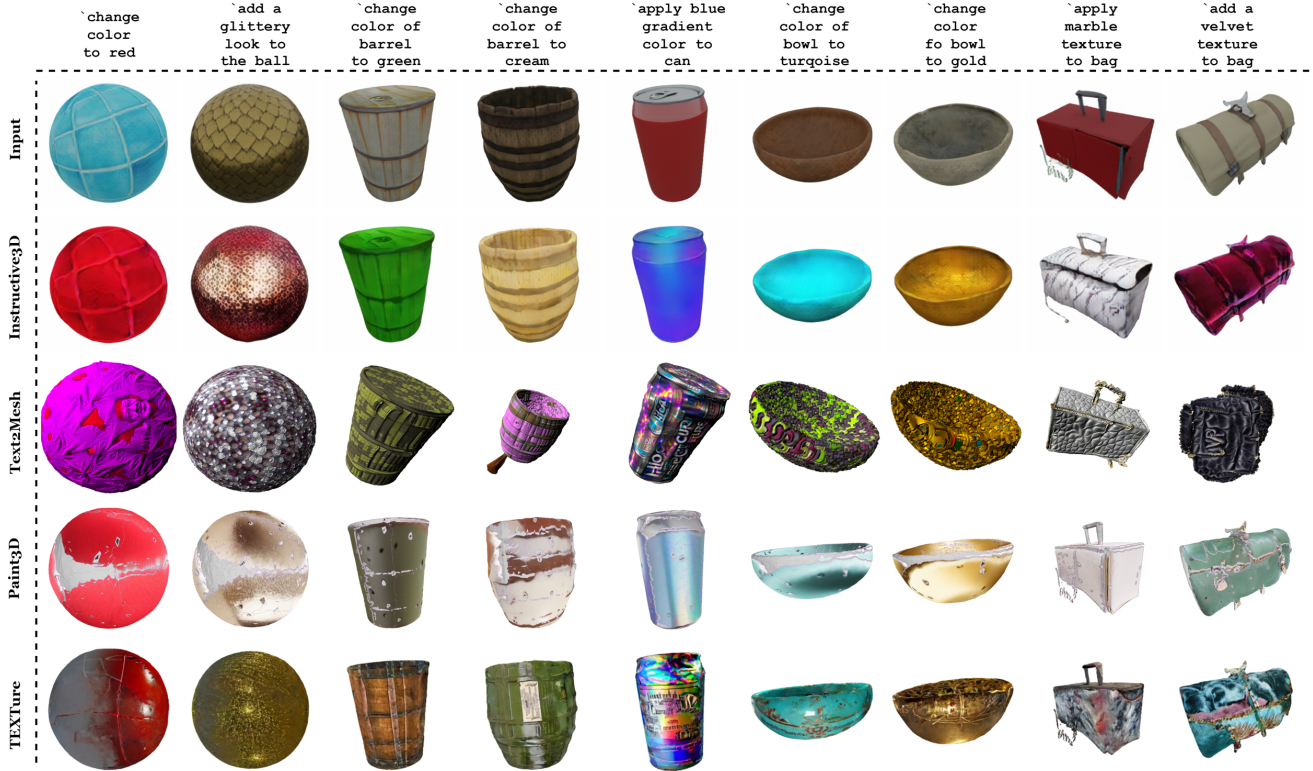 `change
color
to red
`add a
glittery
look to
the ball
`change
color of
barrel
to green
`change
color of
barrel to
cream
`apply blue
gradient
color to
can
`change
color of
bowl to
turqoise
`change
color
fo bowl
to gold
`apply
marble
texture
to bag
`add a
velvet
texture
to bag
Input
Instructive3D
Text2Mesh
Paint3D
TEXTure